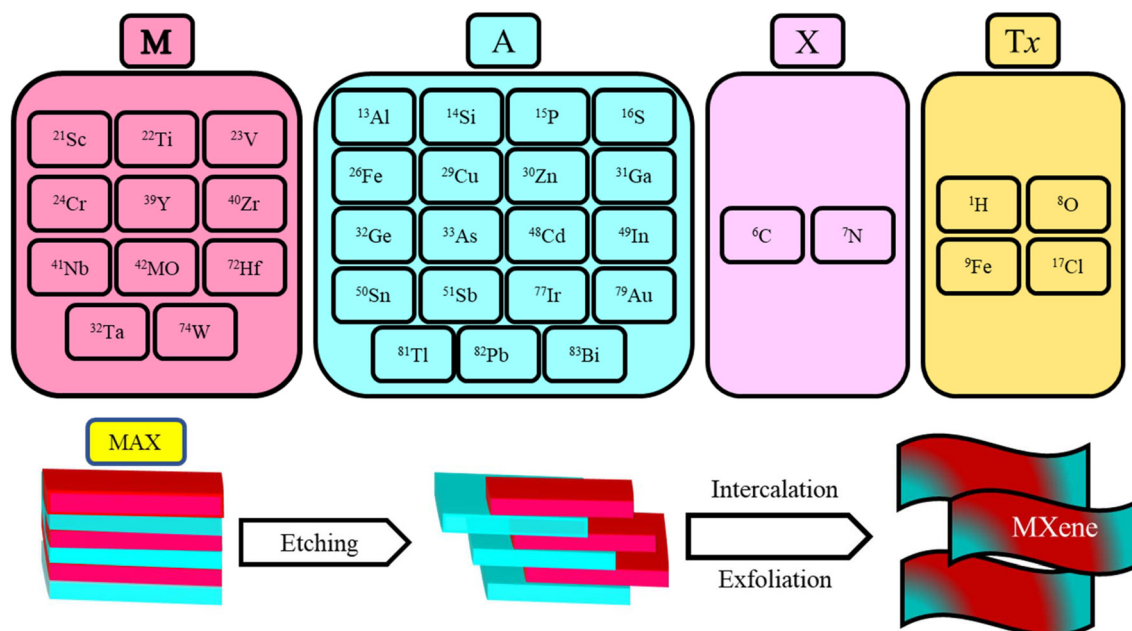 M A X Tx
²¹Sc ²²Ti ²³V
²⁴Cr ³⁹Y ⁴⁰Zr
⁴¹Nb ⁴²MO ⁷²Hf
³²Ta ⁷⁴W
¹³Al ¹⁴Si ¹⁵P ¹⁶S
²⁶Fe ²⁹Cu ³⁰Zn ³¹Ga
³²Ge ³³As ⁴⁸Cd ⁴⁹In
⁵⁰Sn ⁵¹Sb ⁷⁷Ir ⁷⁹Au
⁸¹Tl ⁸²Pb ⁸³Bi
⁶C ⁷N
¹H ⁸O
⁹Fe ¹⁷Cl
MAX
Etching
Intercalation
Exfoliation
MXene